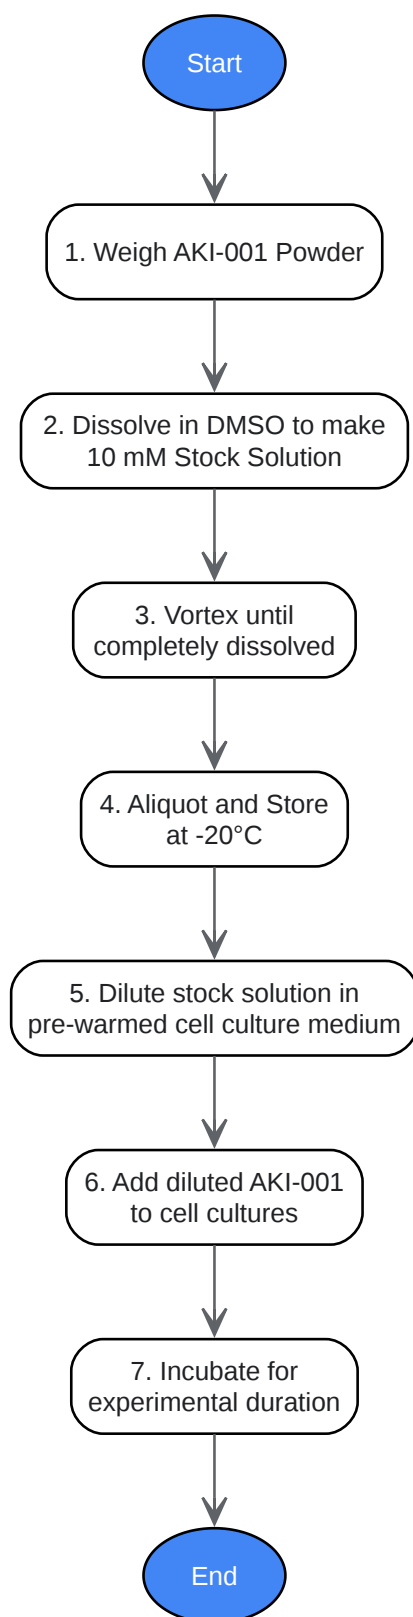 Start
1. Weigh AKI-001 Powder
2. Dissolve in DMSO to make
10 mM Stock Solution
3. Vortex until
completely dissolved
4. Aliquot and Store
at -20°C
5. Dilute stock solution in
pre-warmed cell culture medium
6. Add diluted AKI-001
to cell cultures
7. Incubate for
experimental duration
End